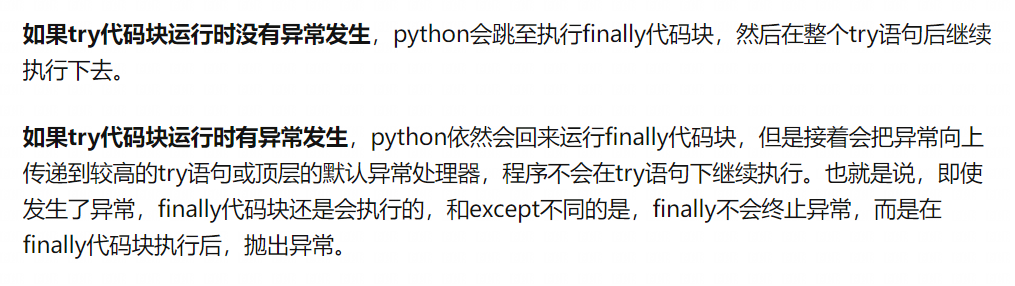 如果try代码块运行时没有异常发生，python会跳至执行finally代码块，然后在整个try语句后继续
执行下去。
如果try代码块运行时有异常发生，python依然会回来运行finally代码块，但是接着会把异常向上
传递到较高的try语句或顶层的默认异常处理器，程序不会在try语句下继续执行。也就是说，即使
发生了异常，finally代码块还是会执行的，和except不同的是，finally不会终止异常，而是在
finally代码块执行后，抛出异常。